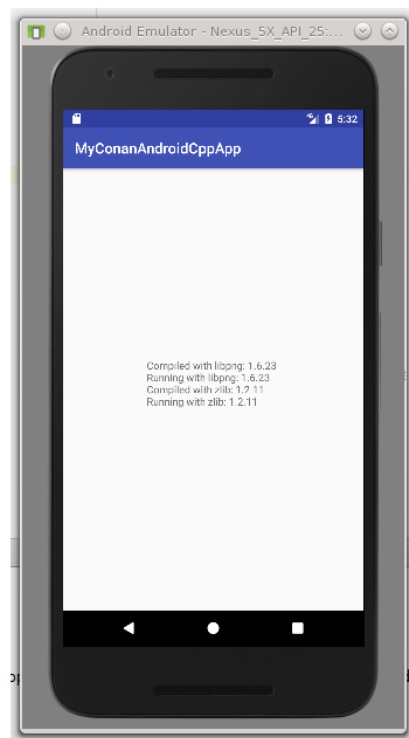 Android Emulator - Nexus_5X_API_25:...
5:32
MyConanAndroidCppApp
Compiled with libpng: 1.6.23
Running with libpng: 1.6.23
Compiled with zlib: 1.2.11
Running with zlib: 1.2.11